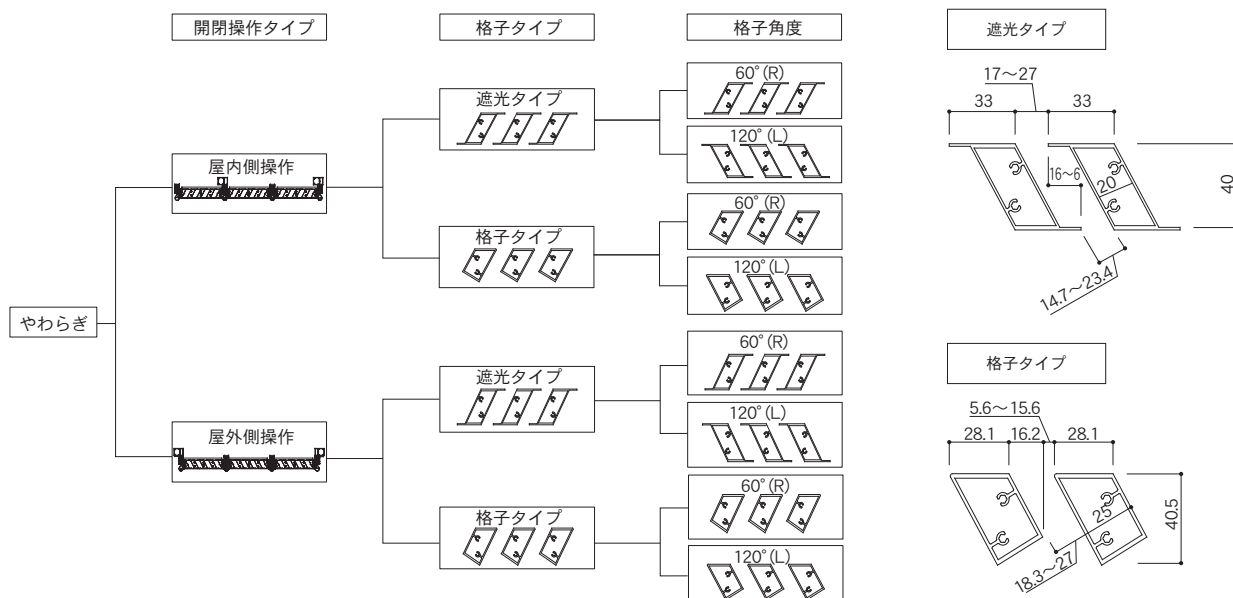 開閉操作タイプ
格子タイプ
格子角度
やわらぎ
屋内側操作
遮光タイプ
60°(R)
120°(L)
格子タイプ
60°(R)
120°(L)
屋外側操作
遮光タイプ
60°(R)
120°(L)
格子タイプ
60°(R)
120°(L)
遮光タイプ
17〜27
33
33
16〜6
20
40
14.7〜23.4
格子タイプ
5.6〜15.6
28.1
16.2
28.1
25
40.5
18.3〜27